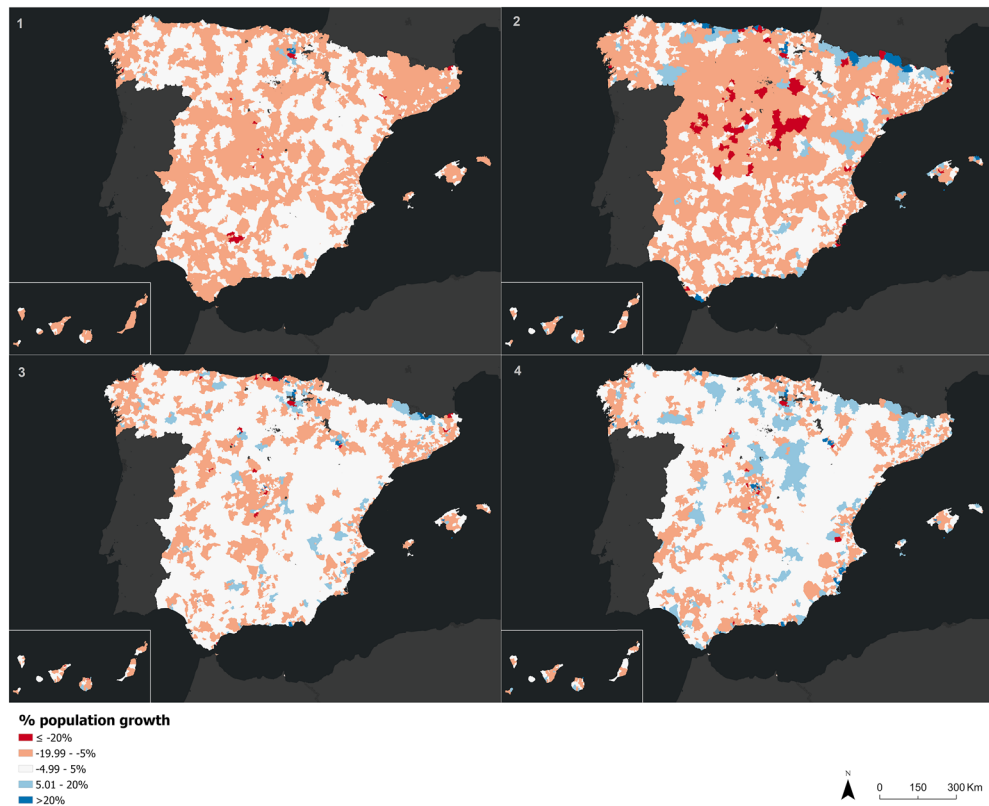 1
2
3
4
% population growth
≤ -20%
-19.99 - -5%
-4.99 - 5%
5.01 - 20%
>20%
N
0 150 300 Km